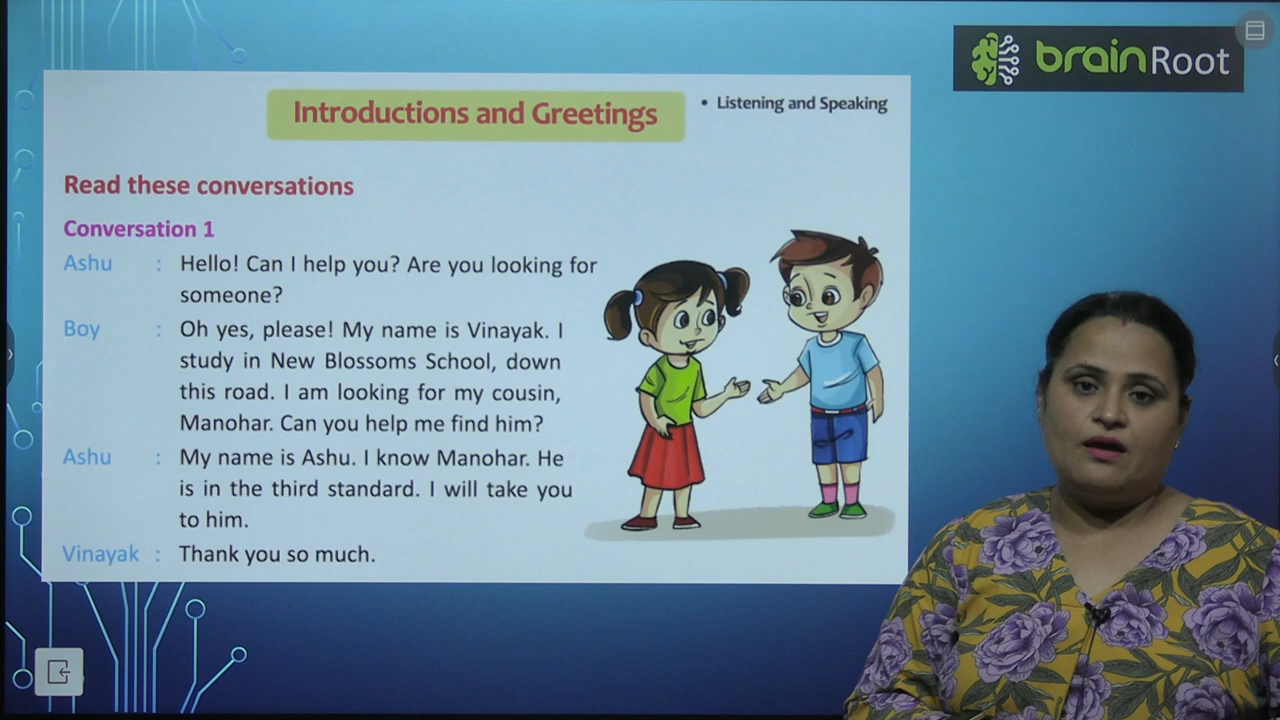 brainRoot
Introductions and Greetings
• Listening and Speaking
Read these conversations
Conversation 1
Ashu : Hello! Can I help you? Are you looking for
someone?
Boy : Oh yes, please! My name is Vinayak. I
study in New Blossoms School, down
this road. I am looking for my cousin,
Manohar. Can you help me find him?
Ashu : My name is Ashu. I know Manohar. He
is in the third standard. I will take you
to him.
Vinayak : Thank you so much.